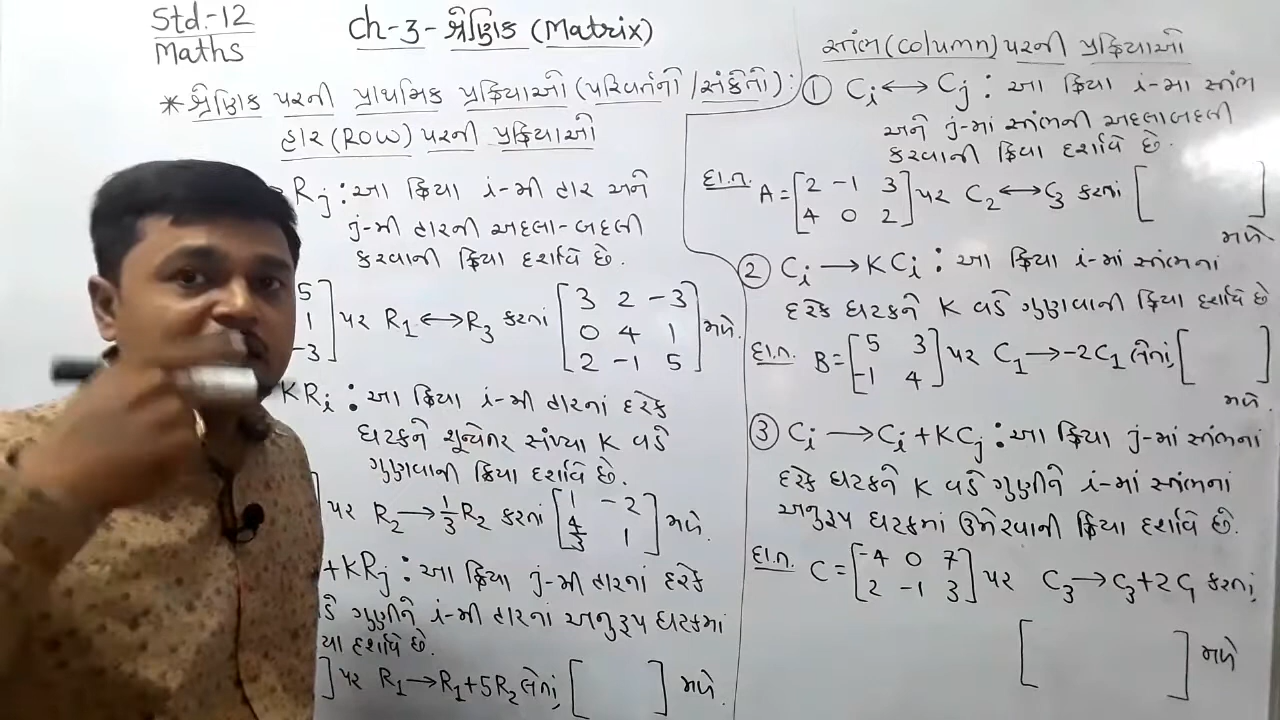 Std.-12
Maths
Ch-3-શ્રેણિક (Matrix)
*શ્રેણિક પરની પ્રાથમિક પ્રક્રિયાઓ (પરિવર્તનો/સંકેતો):
હાર (ROW) પરની પ્રક્રિયાઓ
Rj : આ ક્રિયા i-મી હાર અને
j-મી હારની અદલા-બદલી
કરવાની ક્રિયા દર્શાવે છે.
5
1
-3 ] પર R1 ↔ R3 કરતાં [ 3 2 -3
0 4 1
2 -1 5 ] મળે.
KRi : આ ક્રિયા i-મી હારનાં દરેક
ઘટકને શૂન્યેતર સંખ્યા K વડે
ગુણવાની ક્રિયા દર્શાવે છે.
] પર R2 → 1/3 R2 કરતાં [ 1 -2
4/3 1 ] મળે.
+KRj : આ ક્રિયા j-મી હારનાં દરેક
ડે ગુણીને i-મી હારનાં અનુરૂપ ઘટકમાં
યા દર્શાવે છે.
] પર R1 → R1+5R2 લેતાં, [ ] મળે.
સ્તંભ (column) પરની પ્રક્રિયાઓ
① Ci ↔ Cj : આ ક્રિયા i-મા સ્તંભ
અને j-માં સ્તંભની અદલાબદલી
કરવાની ક્રિયા દર્શાવે છે.
દા.ત. A = [ 2 -1 3
4 0 2 ] પર C2 ↔ C3 કરતાં [ ]
મળે.
② Ci → KCi : આ ક્રિયા i-માં સ્તંભનાં
દરેક ઘટકને K વડે ગુણવાની ક્રિયા દર્શાવે છે
દા.ત. B = [ 5 3
-1 4 ] પર C1 → -2C1 લેતાં, [ ]
મળે.
③ Ci → Ci+KCj : આ ક્રિયા j-માં સ્તંભનાં
દરેક ઘટકને K વડે ગુણીને i-માં સ્તંભનાં
અનુરૂપ ઘટકમાં ઉમેરવાની ક્રિયા દર્શાવે છે.
દા.ત. C = [ -4 0 7
2 -1 3 ] પર C3 → C3+2C1 કરતાં,
[ ] મળે